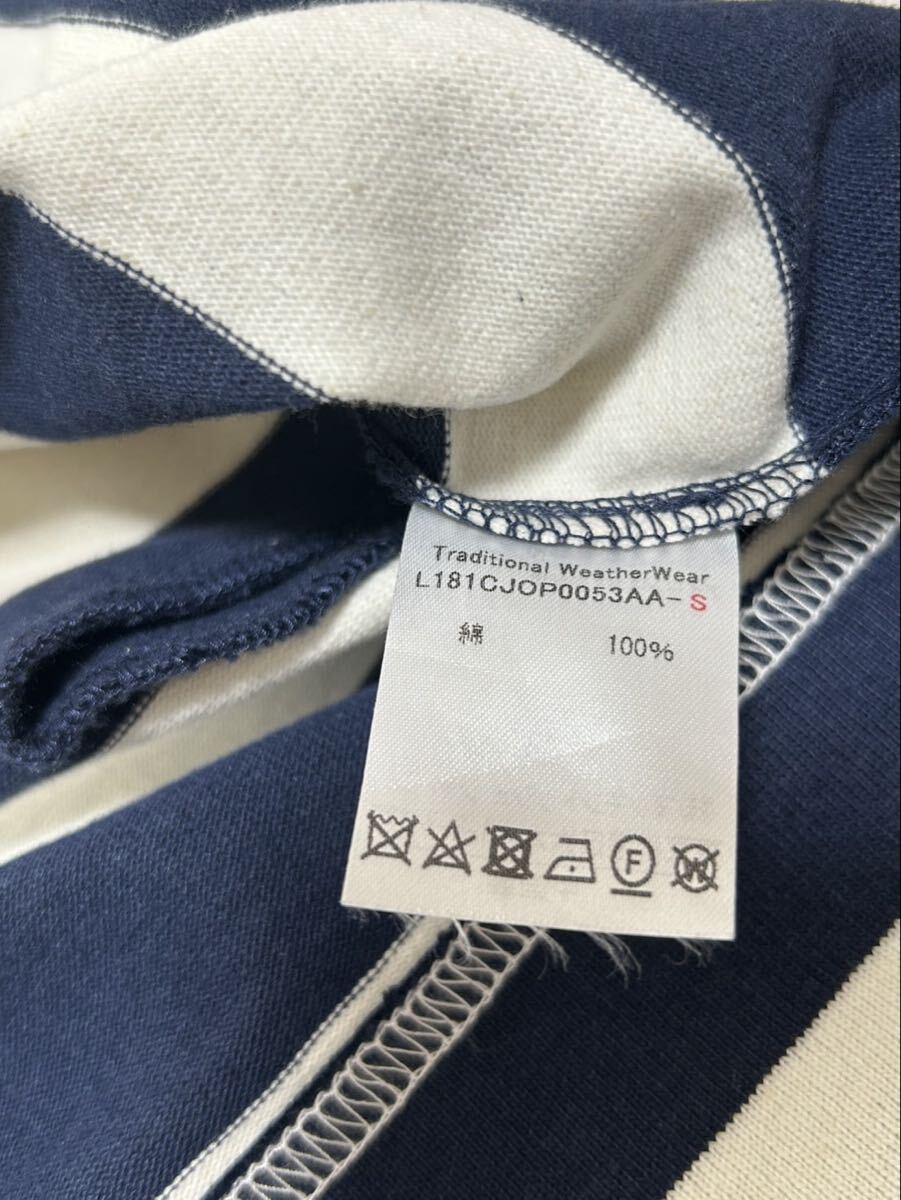 Traditional WeatherWear
L181CJOP0053AA-S
綿 100%
F W